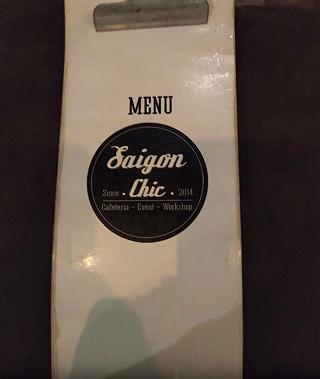 MENU
Saigon
Since • Chic • 2014
Cafeteria - Event - Workshop